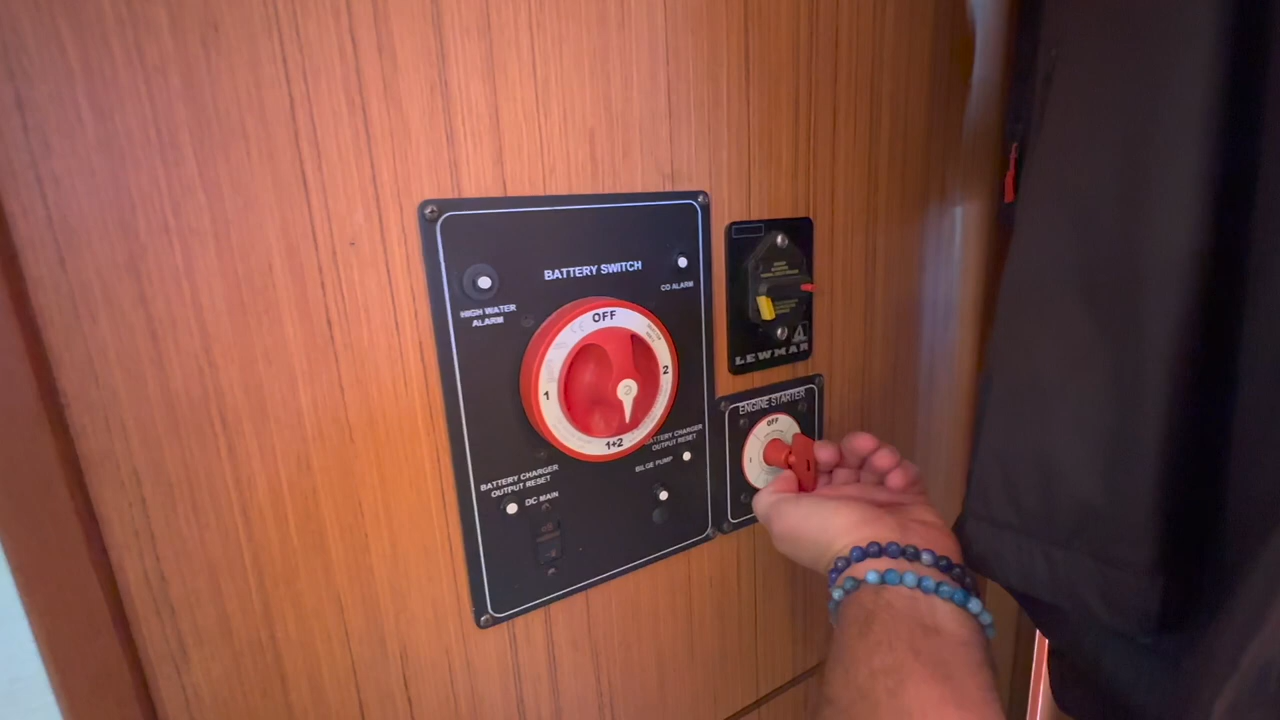 BATTERY SWITCH
HIGH WATER
ALARM
CO ALARM
OFF
1
2
1+2
BATTERY CHARGER
OUTPUT RESET
BILGE PUMP
BATTERY CHARGER
OUTPUT RESET
DC MAIN
LEWMAR
ENGINE STARTER
OFF